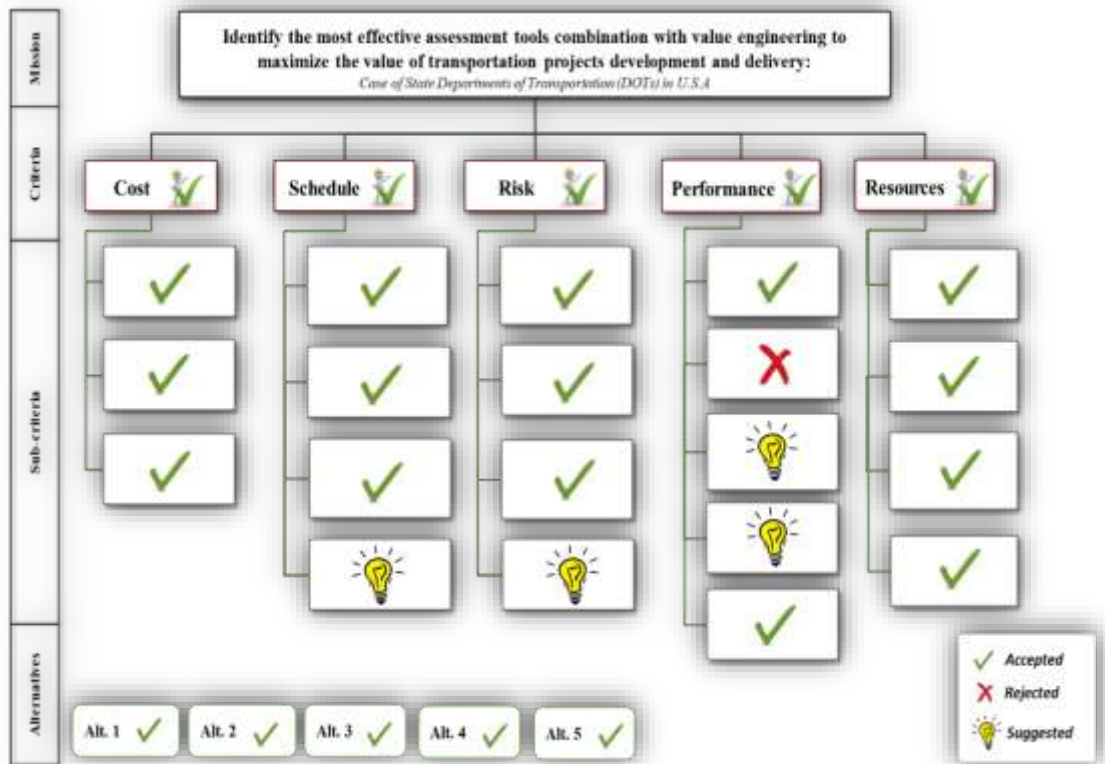 Mission
Identify the most effective assessment tools combination with value engineering to
maximize the value of transportation projects development and delivery:
Case of State Departments of Transportation (DOTs) in U.S.A
Criteria
Cost
Schedule
Risk
Performance
Resources
Sub-criteria
Alternatives
Alt. 1
Alt. 2
Alt. 3
Alt. 4
Alt. 5
Accepted
Rejected
Suggested